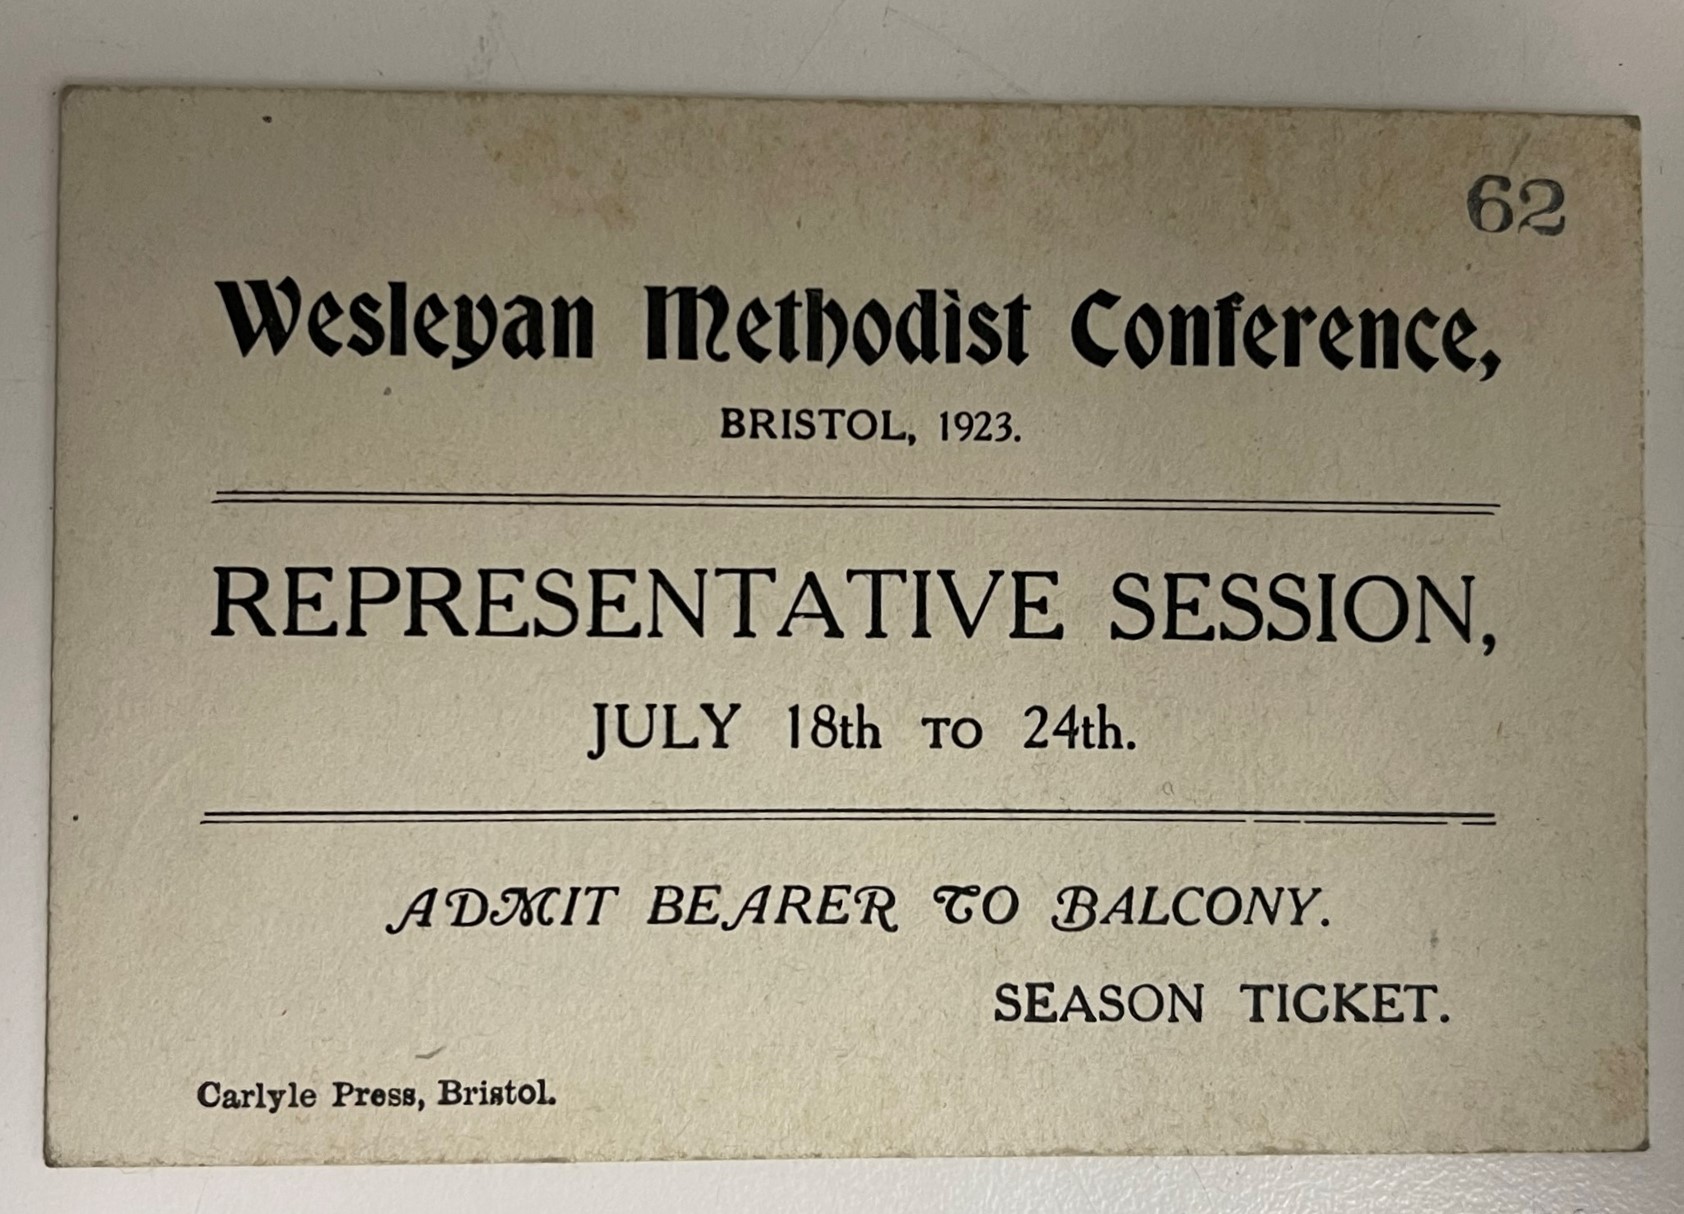 62
Wesleyan Methodist Conference,
BRISTOL, 1923.
REPRESENTATIVE SESSION,
JULY 18th TO 24th.
ADMIT BEARER TO BALCONY.
SEASON TICKET.
Carlyle Press, Bristol.